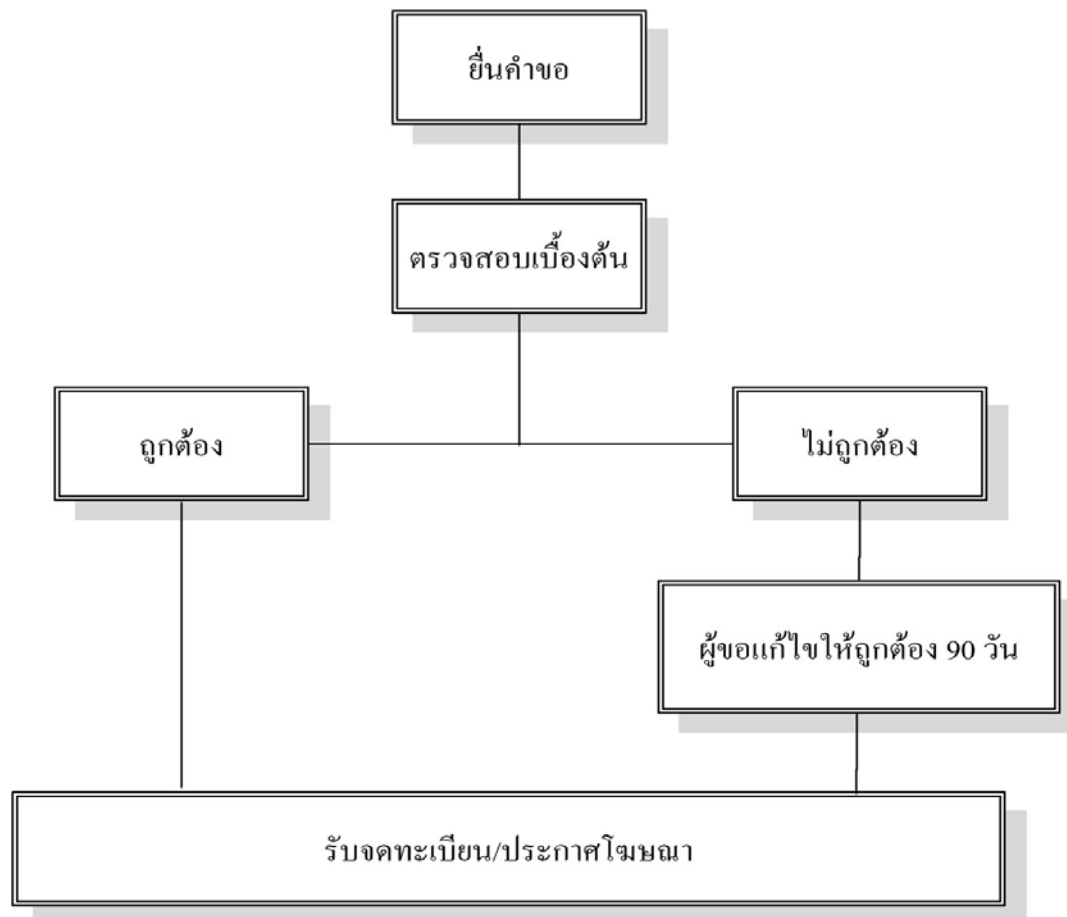 ยื่นคำขอ
ตรวจสอบเบื้องต้น
ถูกต้อง
ไม่ถูกต้อง
ผู้ขอแก้ไขให้ถูกต้อง 90 วัน
รับจดทะเบียน/ประกาศโฆษณา